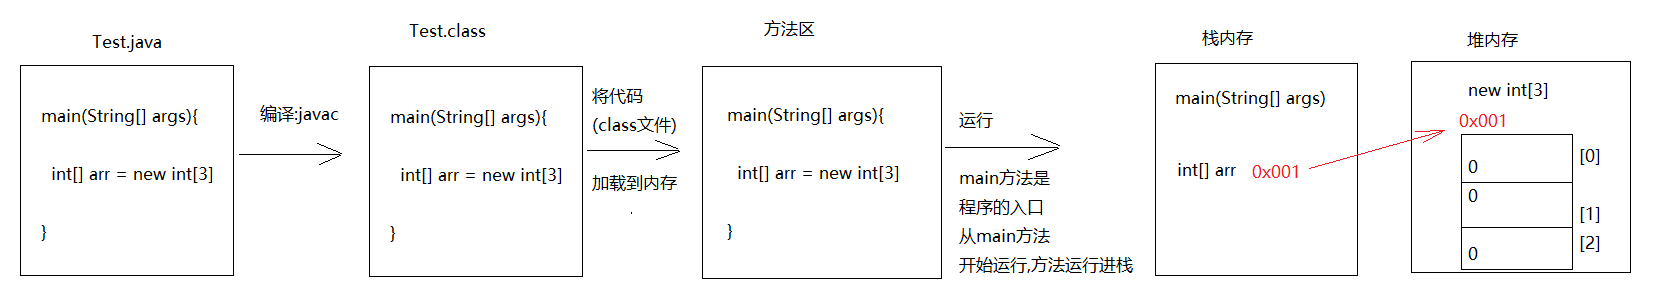 Test.java
main(String[] args){
int[] arr = new int[3]
}
编译:javac
Test.class
main(String[] args){
int[] arr = new int[3]
}
将代码
(class文件)
加载到内存
方法区
main(String[] args){
int[] arr = new int[3]
}
运行
main方法是
程序的入口
从main方法
开始运行,方法运行进栈
栈内存
main(String[] args)
int[] arr 0x001
堆内存
new int[3]
0x001
0 [0]
0 [1]
0 [2]